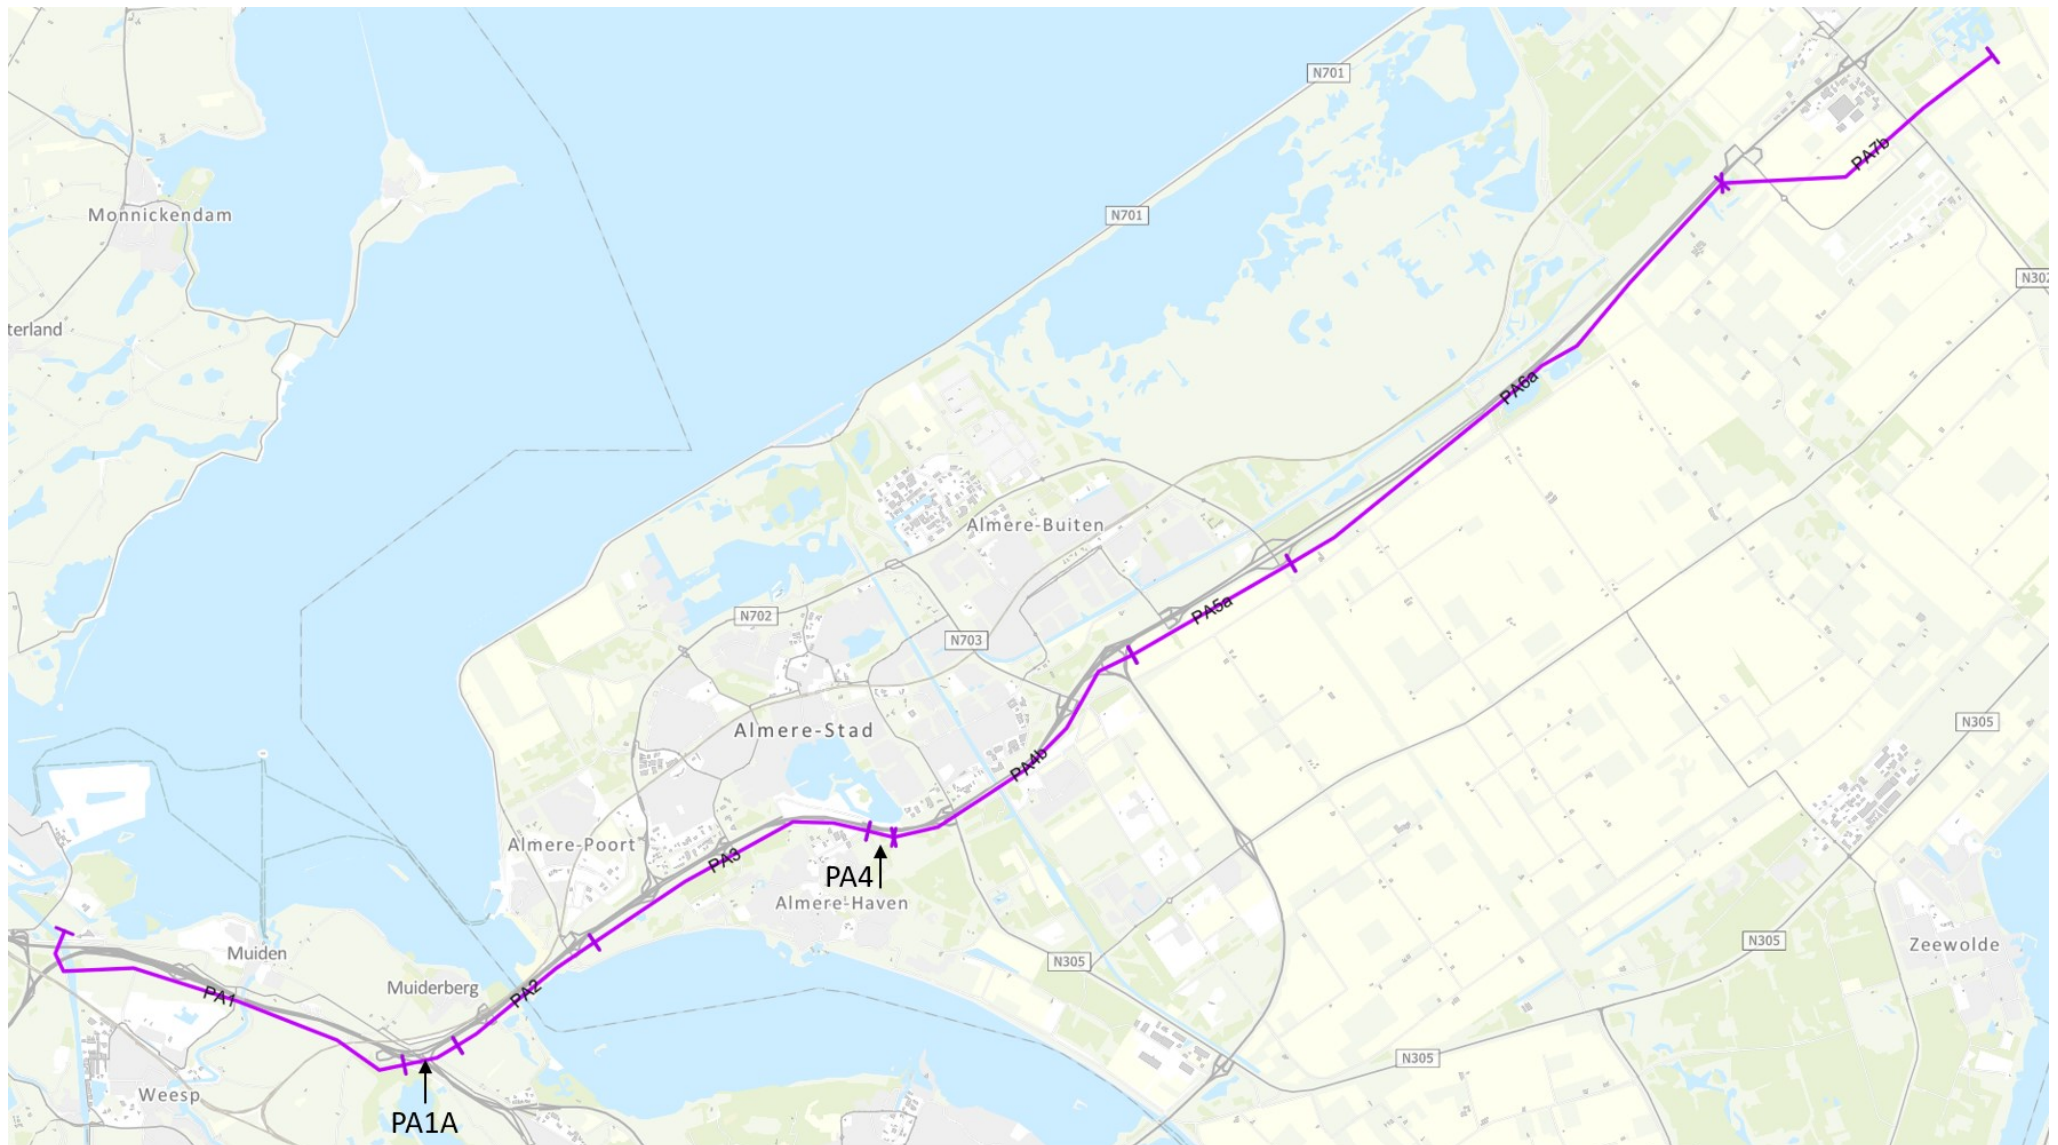 N701
PA7b
Monnickendam
N701
N302
terland
PA6a
Almere-Buiten
N702
PA5a
N703
Almere-Stad
N305
PA4b
Almere-Poort
PA3
PA4
Almere-Haven
Muiden
N305
N305
Zeewolde
PA1
Muiderberg
PA2
N305
Weesp
PA1A